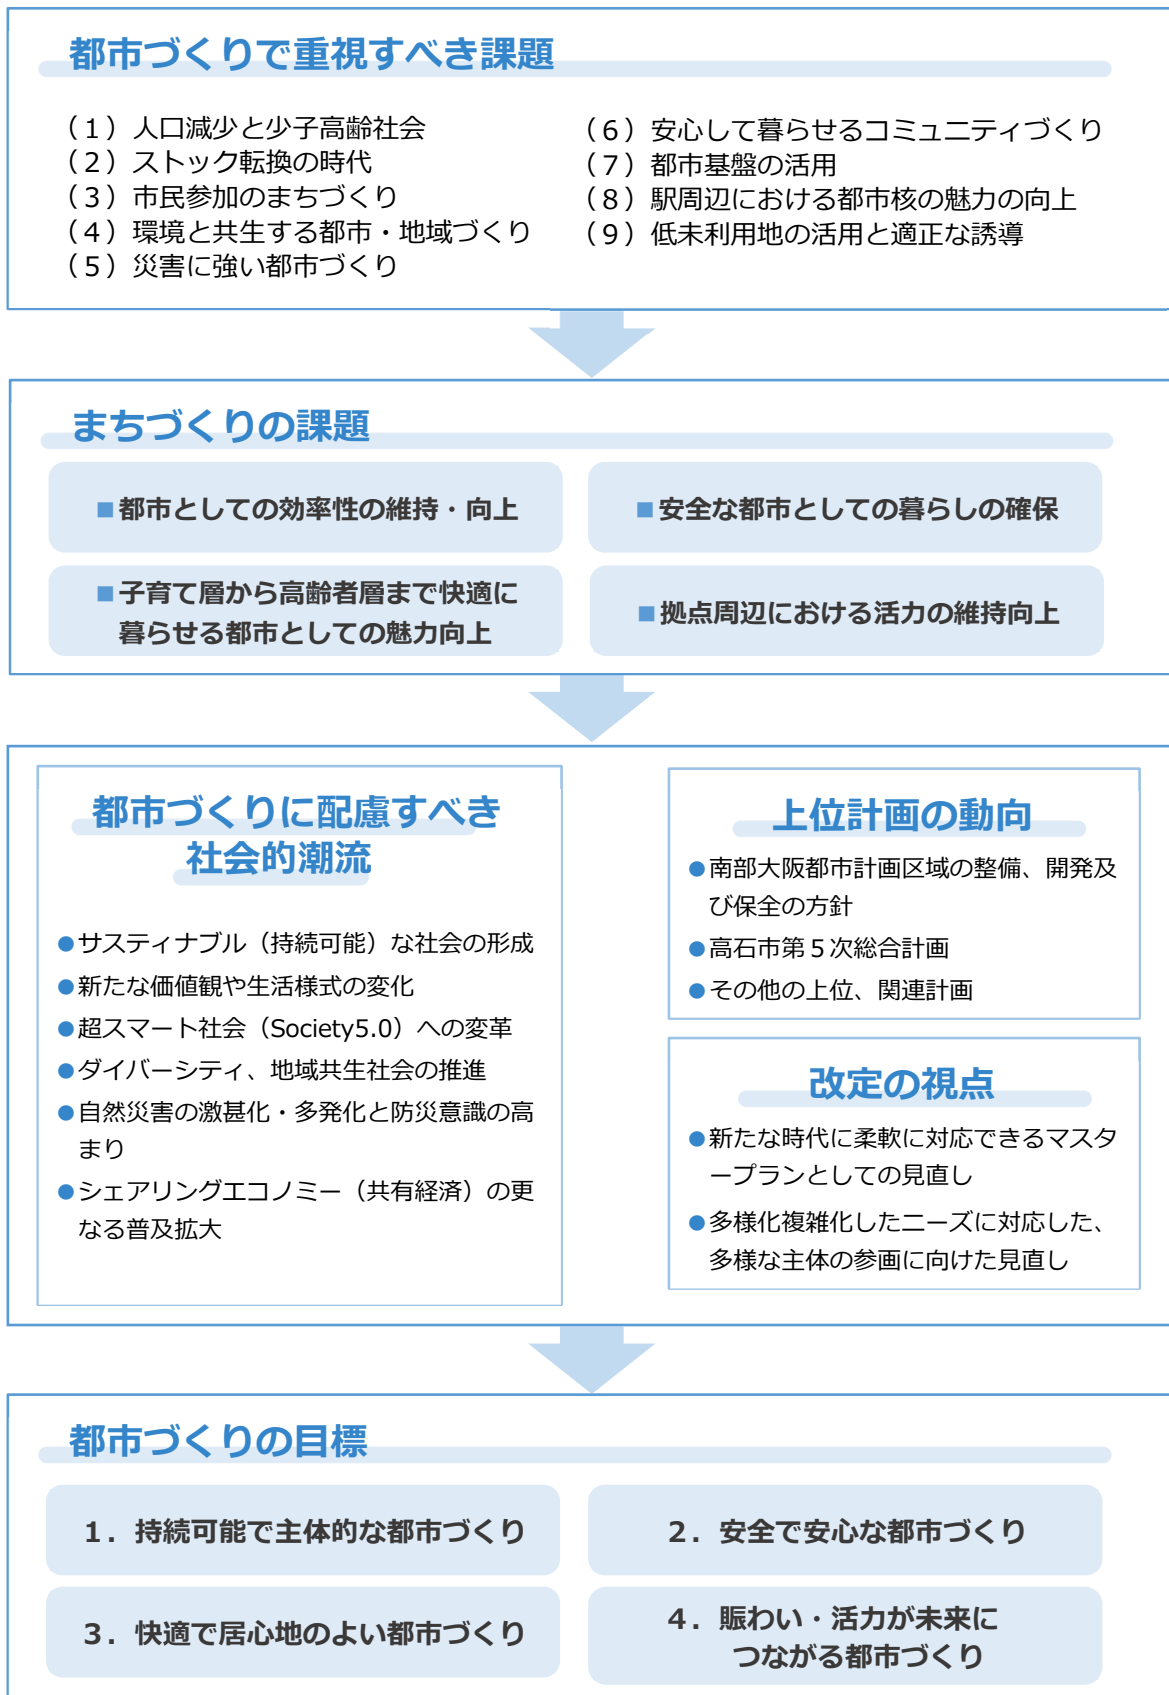 都市づくりで重視すべき課題
（１）人口減少と少子高齢社会
（２）ストック転換の時代
（３）市民参加のまちづくり
（４）環境と共生する都市・地域づくり
（５）災害に強い都市づくり
（６）安心して暮らせるコミュニティづくり
（７）都市基盤の活用
（８）駅周辺における都市核の魅力の向上
（９）低未利用地の活用と適正な誘導
まちづくりの課題
■都市としての効率性の維持・向上
■安全な都市としての暮らしの確保
■子育て層から高齢者層まで快適に
暮らせる都市としての魅力向上
■拠点周辺における活力の維持向上
都市づくりに配慮すべき
社会的潮流
●サスティナブル（持続可能）な社会の形成
●新たな価値観や生活様式の変化
●超スマート社会（Society5.0）への変革
●ダイバーシティ、地域共生社会の推進
●自然災害の激甚化・多発化と防災意識の高
まり
●シェアリングエコノミー（共有経済）の更
なる普及拡大
上位計画の動向
●南部大阪都市計画区域の整備、開発及
び保全の方針
●高石市第５次総合計画
●その他の上位、関連計画
改定の視点
●新たな時代に柔軟に対応できるマスタ
ープランとしての見直し
●多様化複雑化したニーズに対応した、
多様な主体の参画に向けた見直し
都市づくりの目標
１．持続可能で主体的な都市づくり
２．安全で安心な都市づくり
３．快適で居心地のよい都市づくり
４．賑わい・活力が未来に
つながる都市づくり